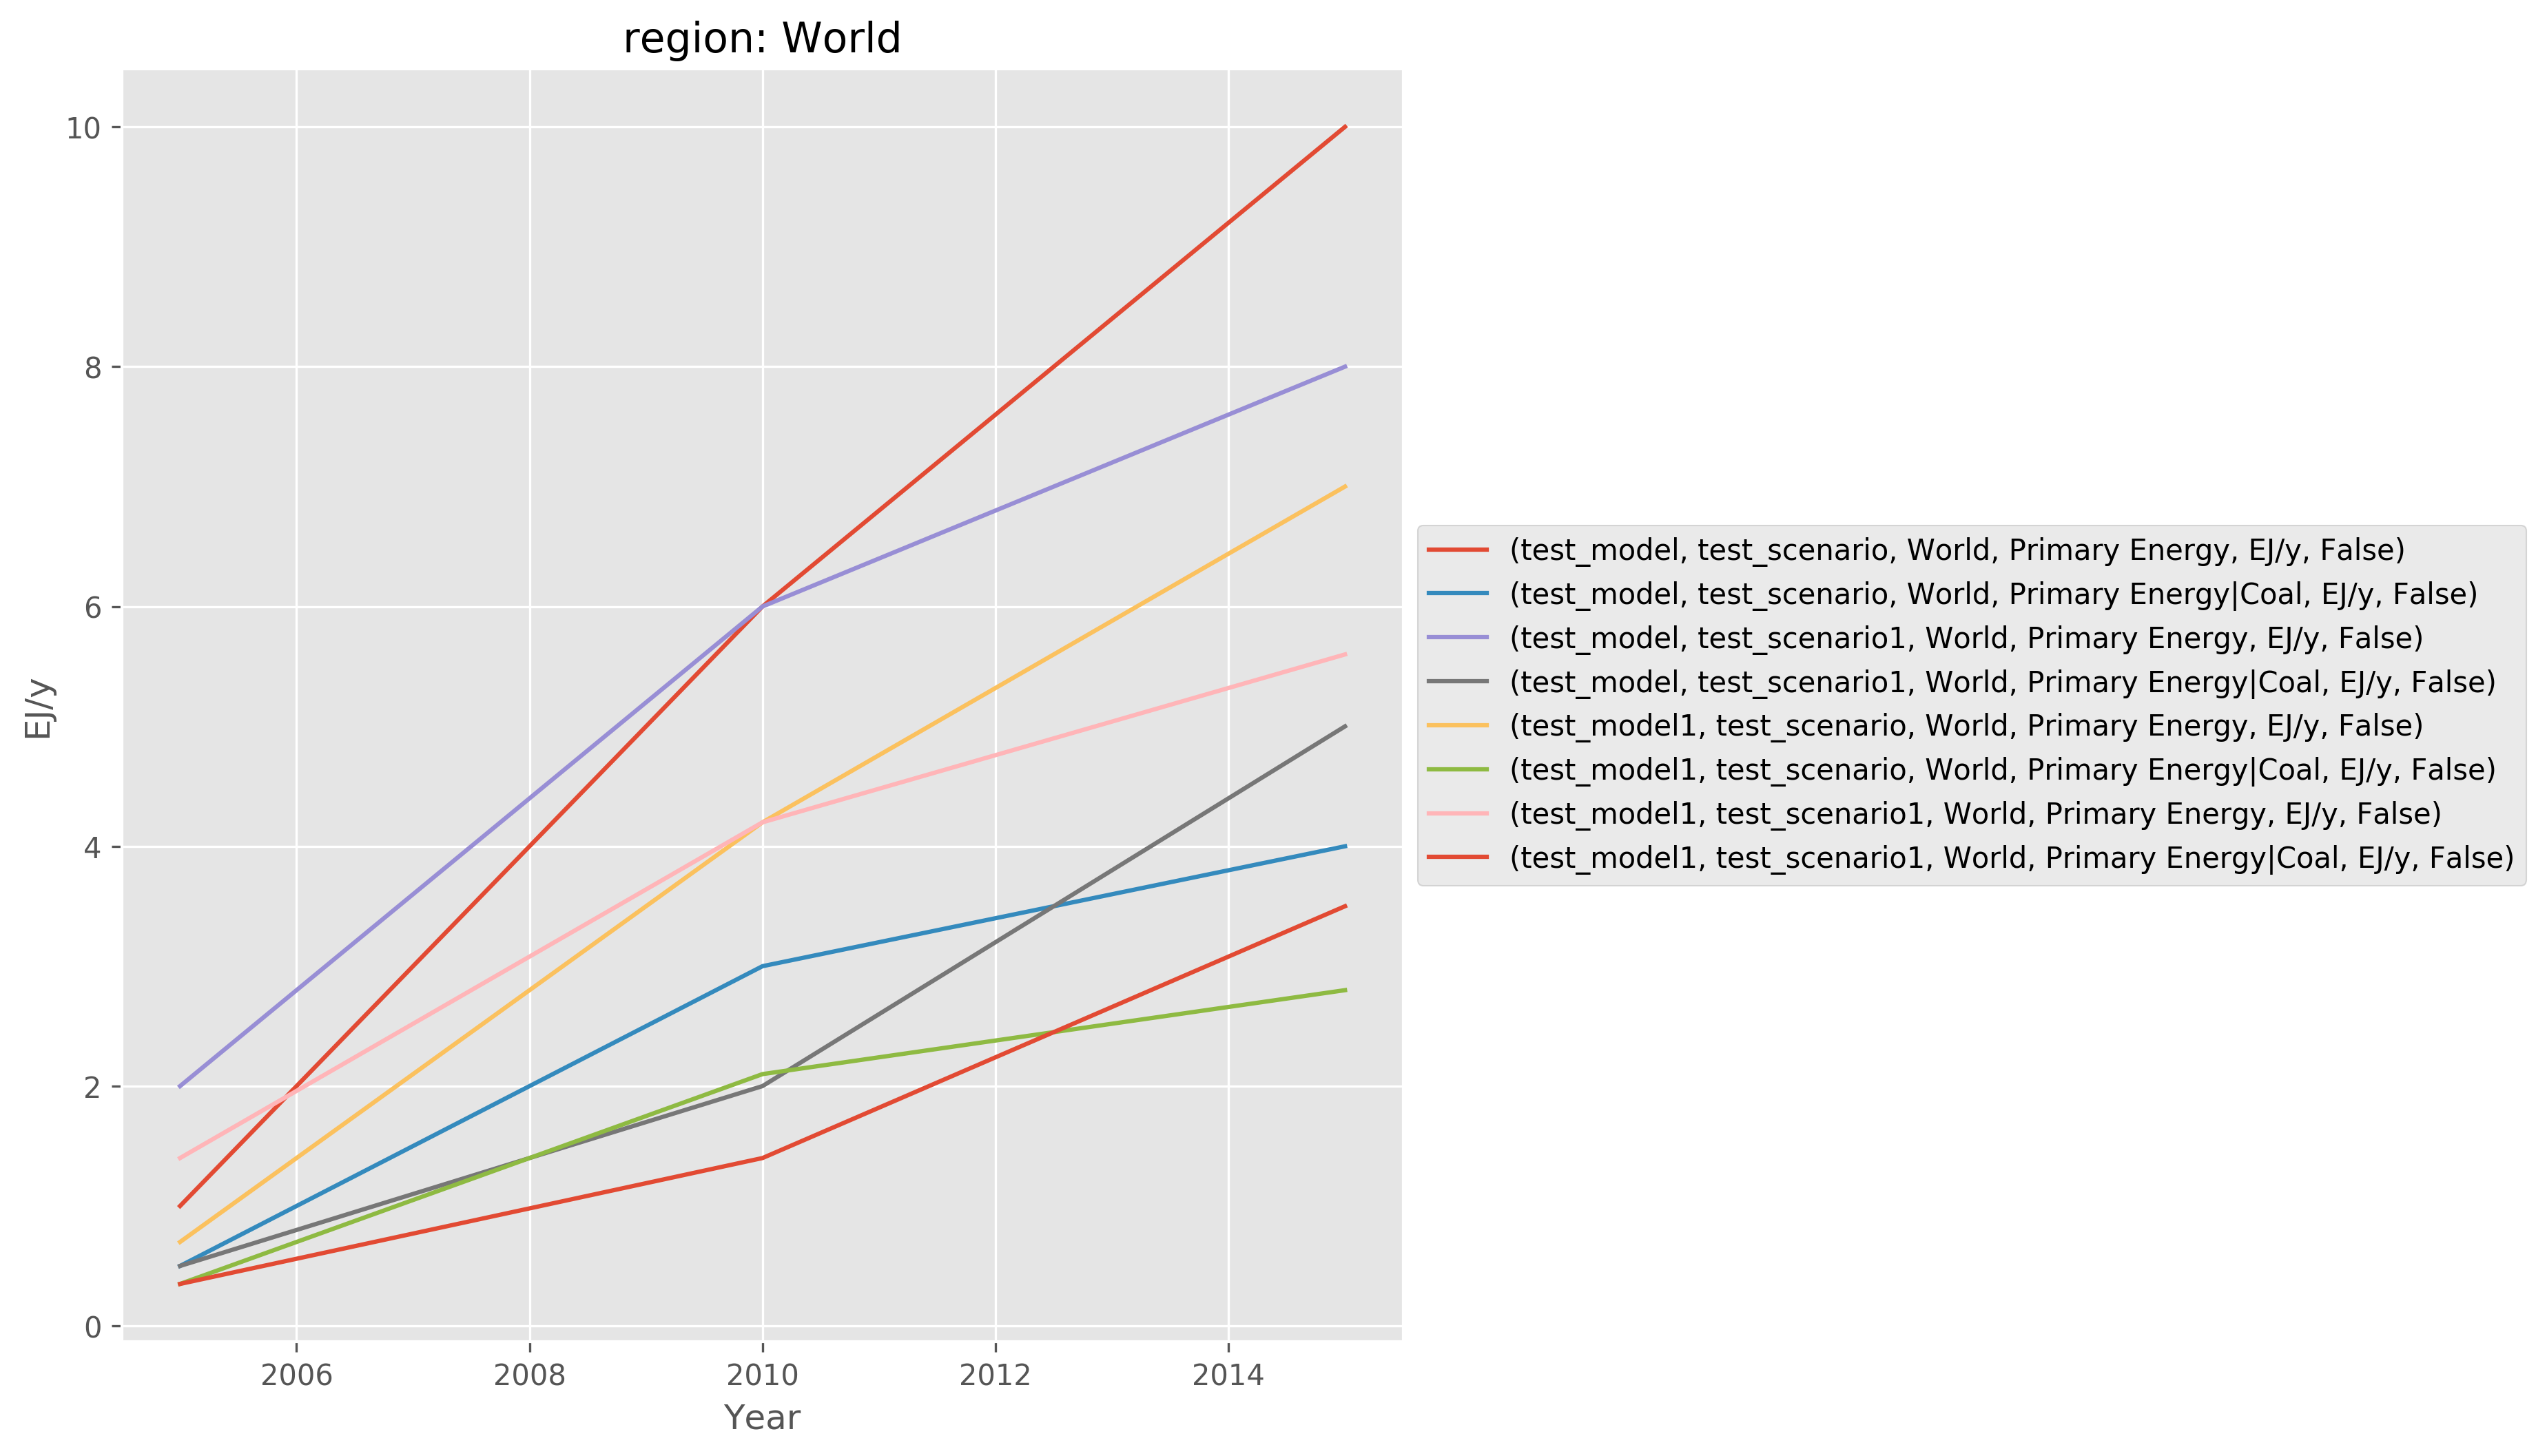 region: World
10
8
6
4
2
0
EJ/y
2006 2008 2010 2012 2014
Year
(test_model, test_scenario, World, Primary Energy, EJ/y, False)
(test_model, test_scenario, World, Primary Energy|Coal, EJ/y, False)
(test_model, test_scenario1, World, Primary Energy, EJ/y, False)
(test_model, test_scenario1, World, Primary Energy|Coal, EJ/y, False)
(test_model1, test_scenario, World, Primary Energy, EJ/y, False)
(test_model1, test_scenario, World, Primary Energy|Coal, EJ/y, False)
(test_model1, test_scenario1, World, Primary Energy, EJ/y, False)
(test_model1, test_scenario1, World, Primary Energy|Coal, EJ/y, False)